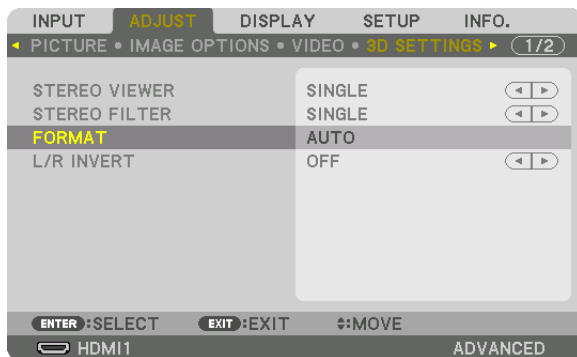 INPUT ADJUST DISPLAY SETUP INFO.
◂ PICTURE • IMAGE OPTIONS • VIDEO • 3D SETTINGS ▸ 1/2
STEREO VIEWER SINGLE
STEREO FILTER SINGLE
FORMAT AUTO
L/R INVERT OFF
ENTER :SELECT EXIT :EXIT :MOVE
HDMI1 ADVANCED